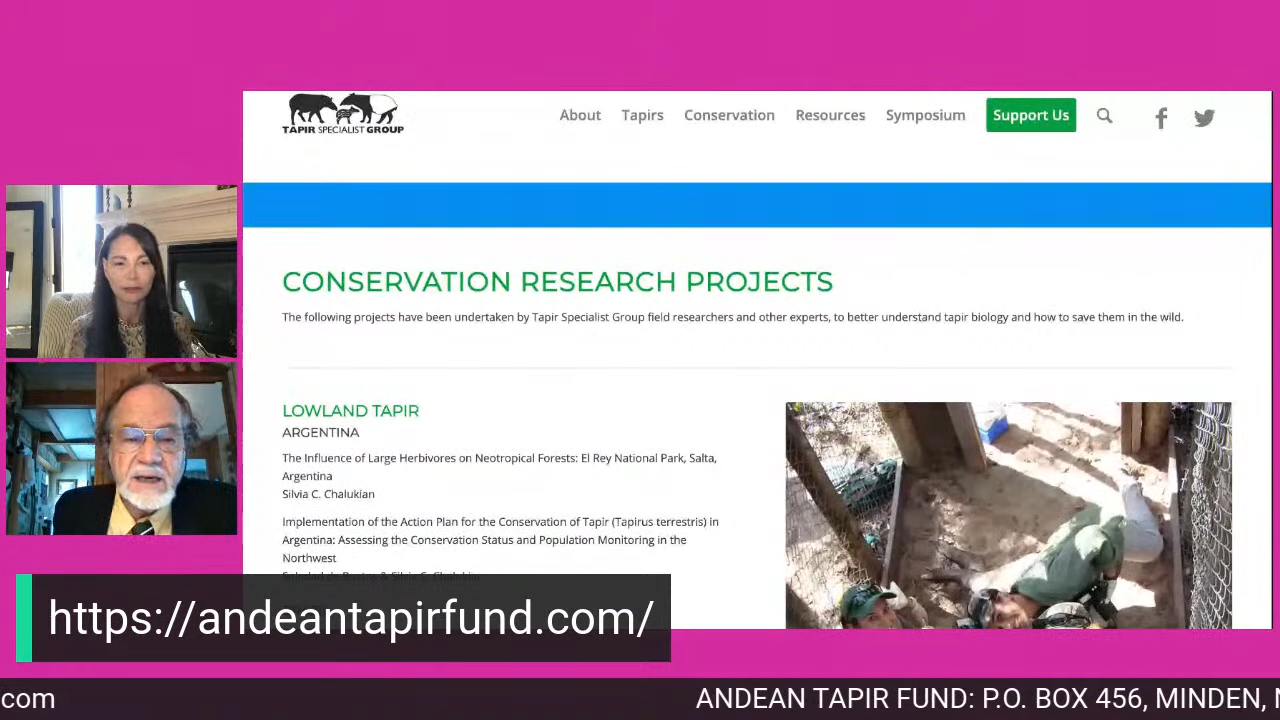 TAPIR SPECIALIST GROUP
About Tapirs Conservation Resources Symposium Support Us
CONSERVATION RESEARCH PROJECTS
The following projects have been undertaken by Tapir Specialist Group field researchers and other experts, to better understand tapir biology and how to save them in the wild.
LOWLAND TAPIR
ARGENTINA
The Influence of Large Herbivores on Neotropical Forests: El Rey National Park, Salta,
Argentina
Silvia C. Chalukian
Implementation of the Action Plan for the Conservation of Tapir (Tapirus terrestris) in
Argentina: Assessing the Conservation Status and Population Monitoring in the
Northwest
& Silvia C. Chalukian
https://andeantapirfund.com/
.com ANDEAN TAPIR FUND: P.O. BOX 456, MINDEN,